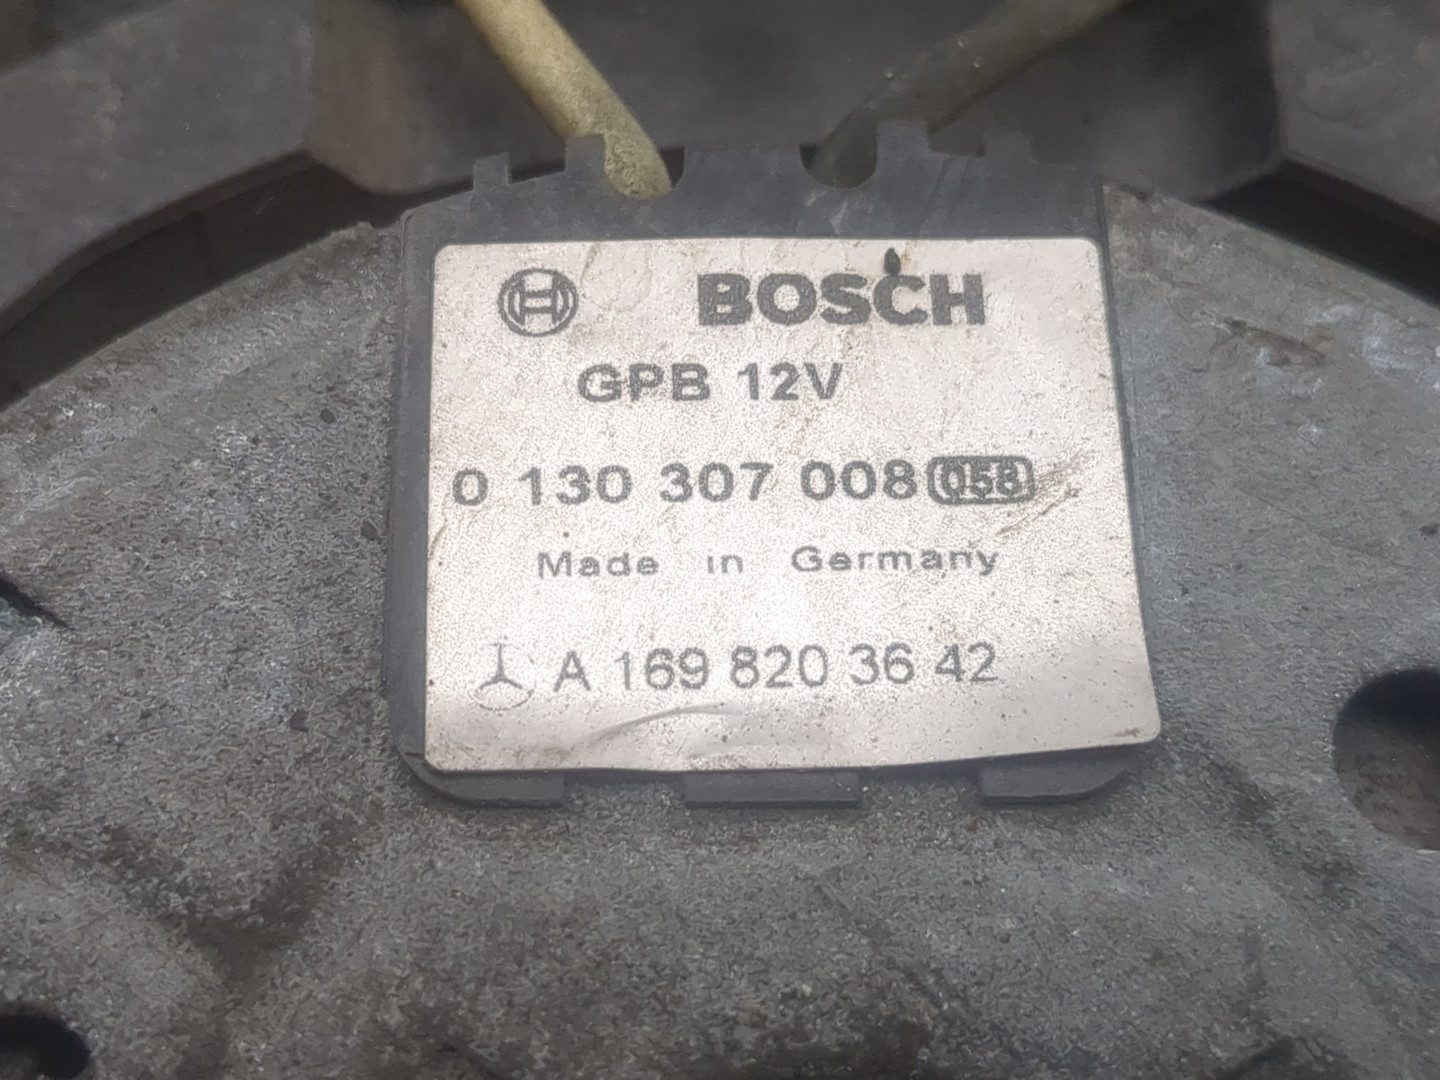 BOSCH
GPB 12V
0 130 307 008 058
Made in Germany
A 169 820 36 42